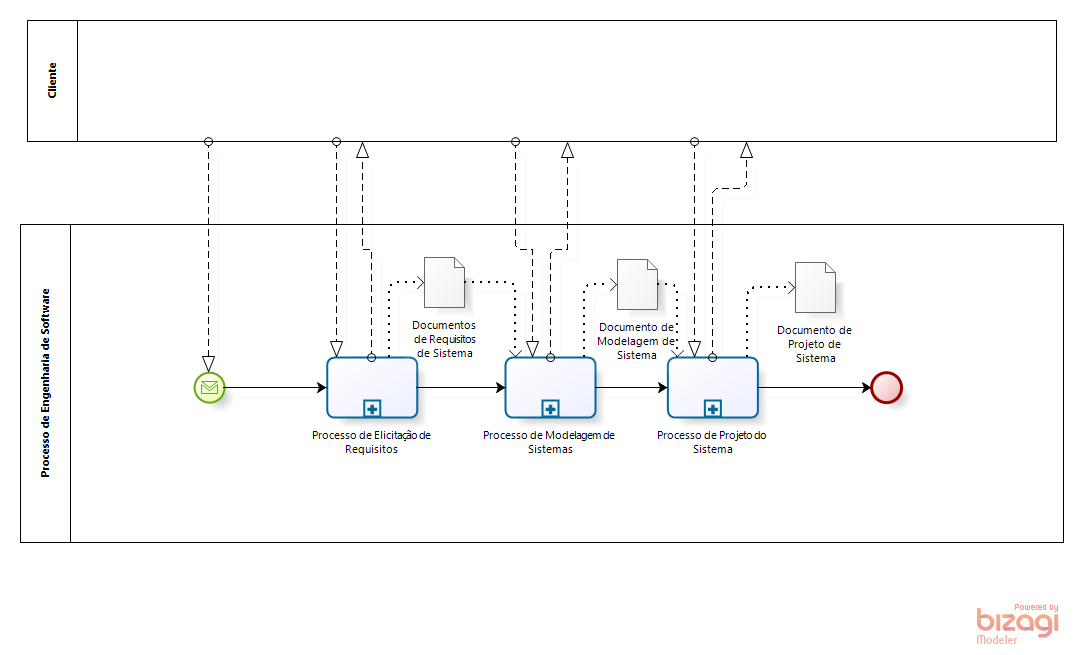 Cliente
Processo de Engenharia de Software
Documentos
de Requisitos
de Sistema
Documento de
Modelagem de
Sistema
Documento de
Projeto de
Sistema
Processo de Elicitação de
Requisitos
Processo de Modelagem de
Sistemas
Processo de Projeto do
Sistema
Powered by
bizagi
Modeler